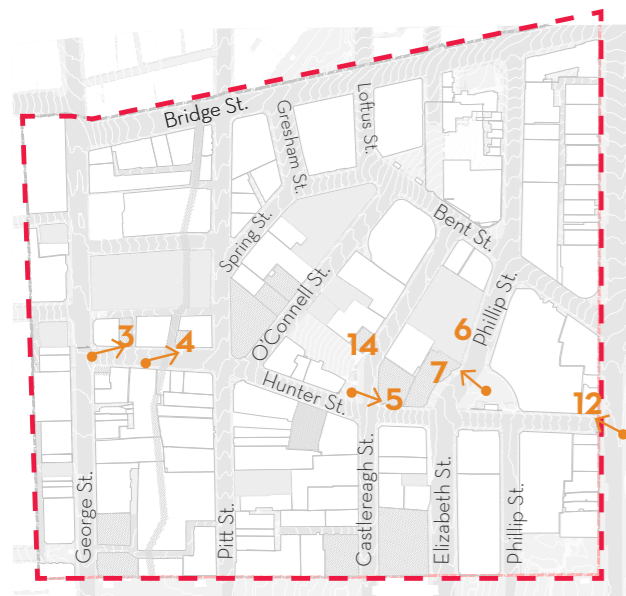 Bridge St.
Gresham St.
Loftus St.
Spring St.
O'Connell St.
Bent St.
Phillip St.
3
4
14
6
7
5
12
Hunter St.
George St.
Pitt St.
Castlereagh St.
Elizabeth St.
Phillip St.